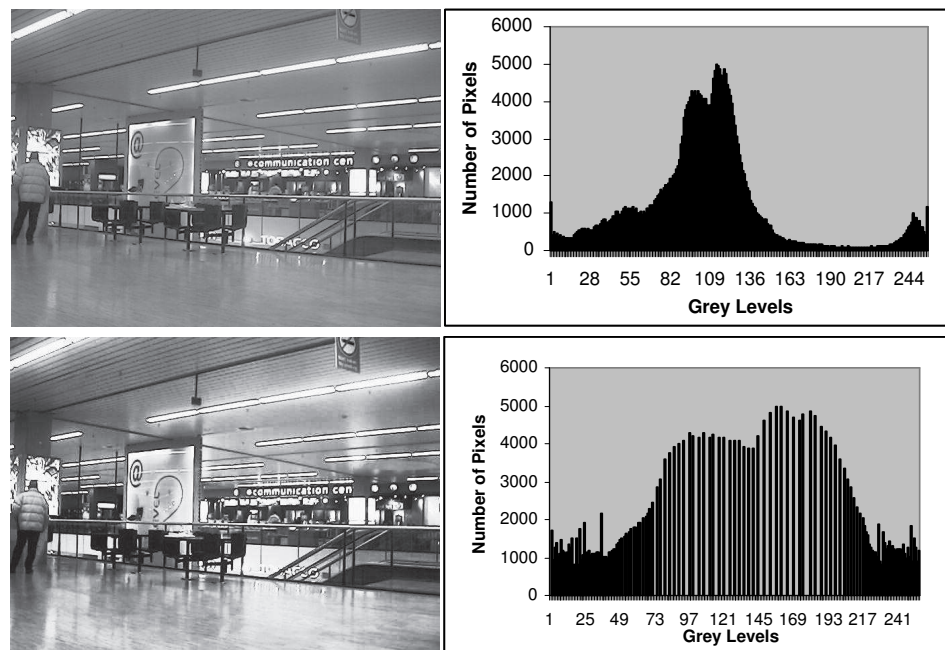 @
ecommunication cen
TOBACCO
6000
5000
4000
3000
2000
1000
0
Number of Pixels
1 28 55 82 109 136 163 190 217 244
Grey Levels
@
ecommunication cen
6000
5000
4000
3000
2000
1000
0
Number of Pixels
1 25 49 73 97 121 145 169 193 217 241
Grey Levels